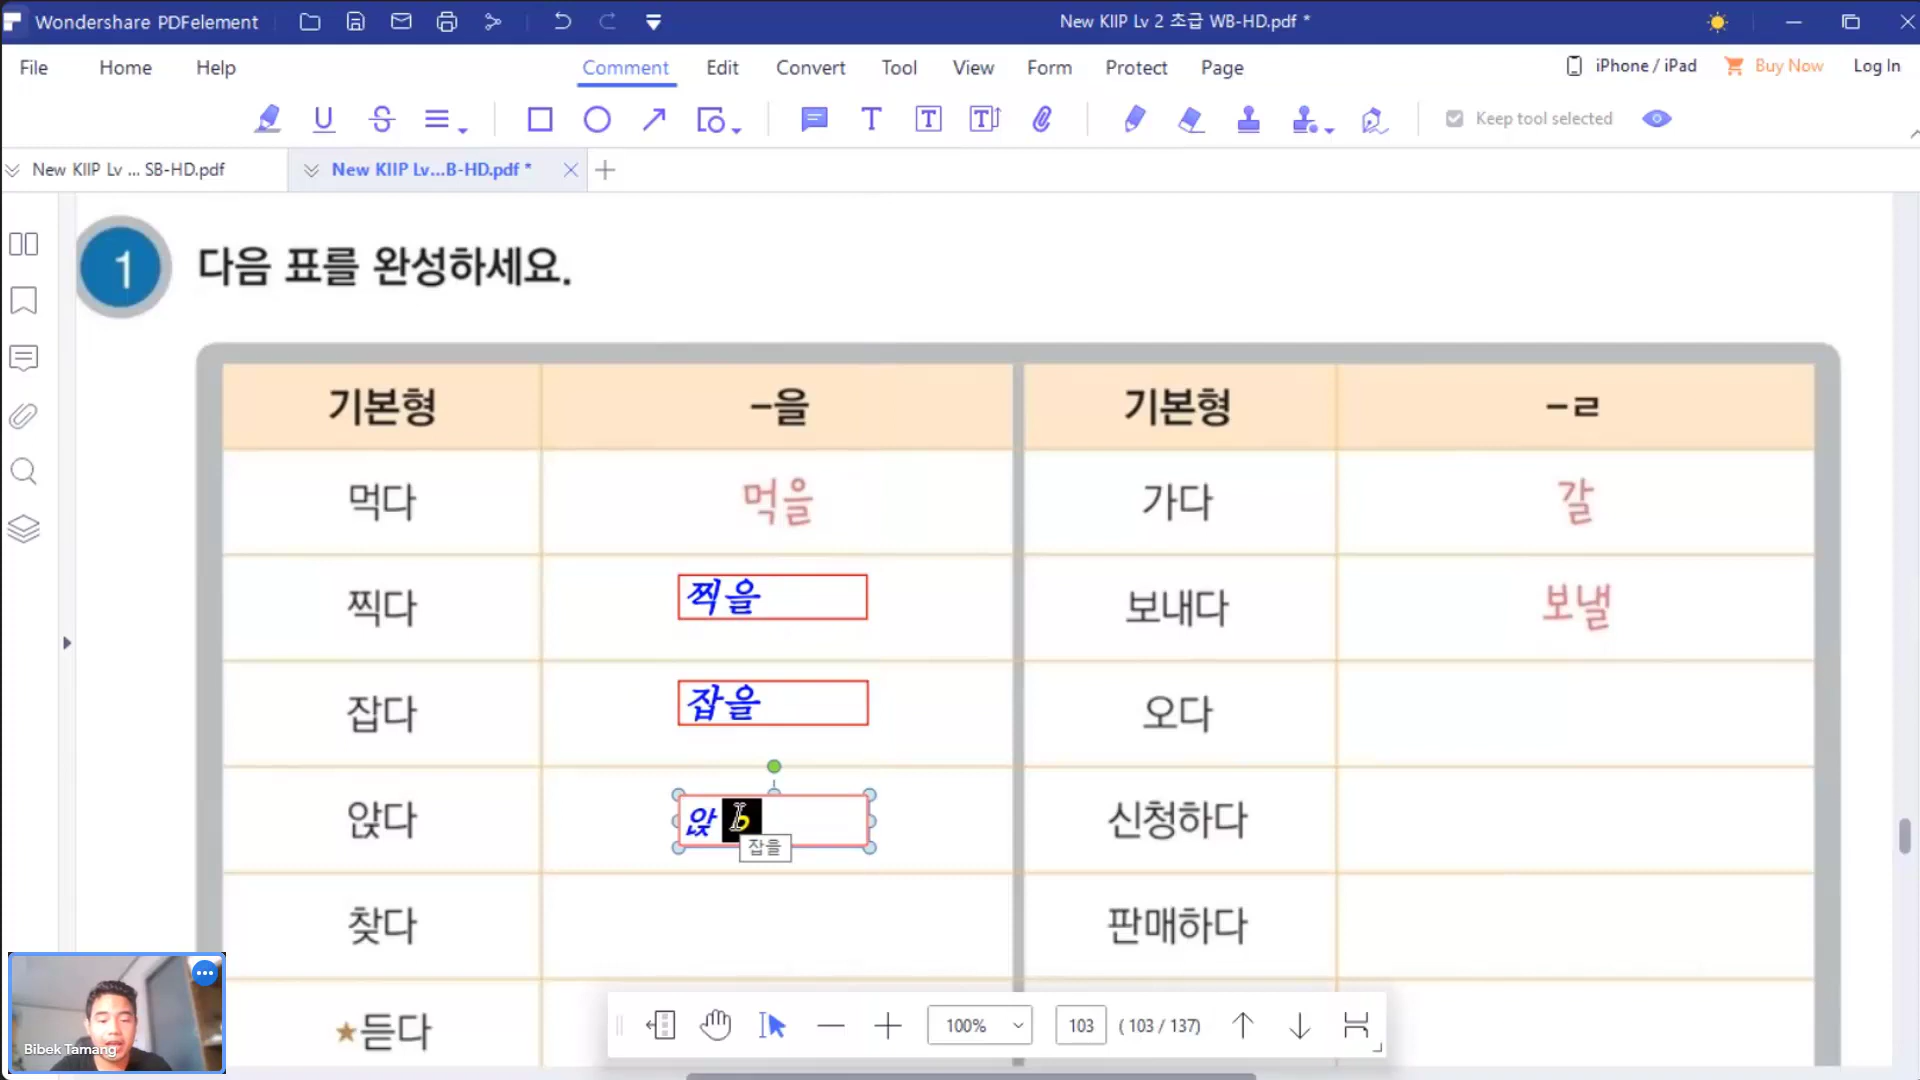 Wondershare PDFelement
New KIIP Lv 2 초급 WB-HD.pdf *
File Home Help Comment Edit Convert Tool View Form Protect Page iPhone / iPad Buy Now Log In
Keep tool selected
New KIIP Lv ... SB-HD.pdf New KIIP Lv...B-HD.pdf *
1 다음 표를 완성하세요.
기본형 -을 기본형 -ㄹ
먹다 먹을 가다 갈
찍다 찍을 보내다 보낼
잡다 잡을 오다
앉다 앉 ㅇ 신청하다
잡을
찾다 판매하다
★듣다
Bibek Tamang
100% 103 ( 103 / 137)